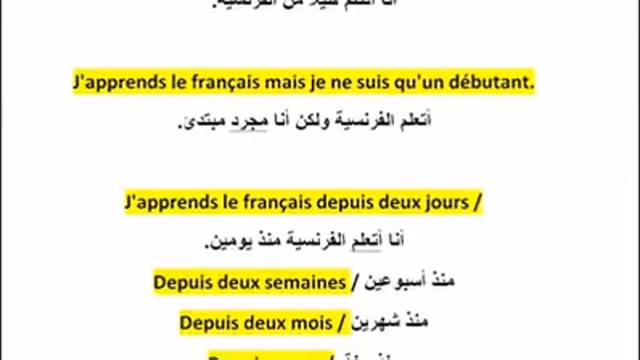 J'apprends le français mais je ne suis qu'un débutant.
أتعلم الفرنسية ولكن أنا مجرد مبتدئ.
J'apprends le français depuis deux jours /
أنا أتعلم الفرنسية منذ يومين.
Depuis deux semaines / منذ أسبوعين
Depuis deux mois / منذ شهرين